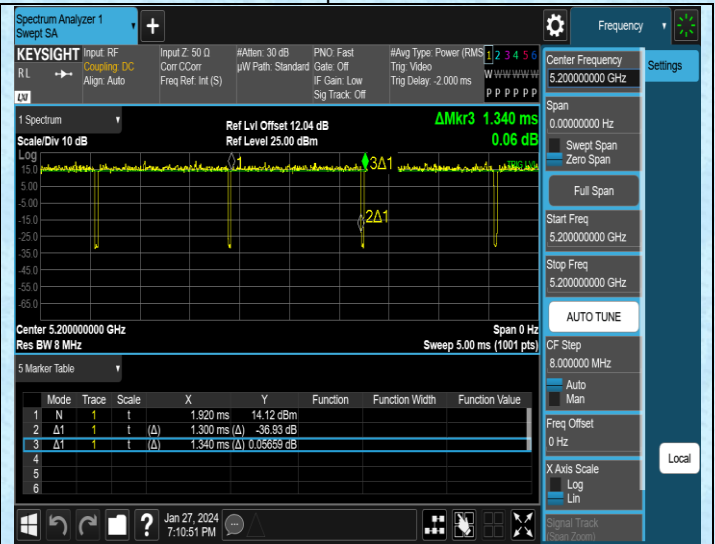 Spectrum Analyzer 1
Swept SA
+
Frequency
KEYSIGHT
RL
LXI
Input: RF
Coupling: DC
Align: Auto
Input Z: 50 Ω
Corr CCorr
Freq Ref: Int (S)
#Atten: 30 dB
µW Path: Standard
PNO: Fast
Gate: Off
IF Gain: Low
Sig Track: Off
#Avg Type: Power (RMS
Trig: Video
Trig Delay: -2.000 ms
1 2 3 4 5 6
W W W W W W
P P P P P P
Center Frequency
5.200000000 GHz
Settings
Span
0.00000000 Hz
Swept Span
Zero Span
Full Span
Start Freq
5.200000000 GHz
Stop Freq
5.200000000 GHz
AUTO TUNE
CF Step
8.000000 MHz
Auto
Man
Freq Offset
0 Hz
X Axis Scale
Log
Lin
Signal Track
(Span Zoom)
Local
1 Spectrum
Scale/Div 10 dB
Ref Lvl Offset 12.04 dB
Ref Level 25.00 dBm
ΔMkr3 1.340 ms
0.06 dB
Log
15.0
5.00
-5.00
-15.0
-25.0
-35.0
-45.0
-55.0
-65.0
1
3Δ1
2Δ1
Center 5.200000000 GHz
Res BW 8 MHz
Span 0 Hz
Sweep 5.00 ms (1001 pts)
5 Marker Table
Mode Trace Scale X Y Function Function Width Function Value
1 N 1 t 1.920 ms 14.12 dBm
2 Δ1 1 t (Δ) 1.300 ms (Δ) -36.93 dB
3 Δ1 1 t (Δ) 1.340 ms (Δ) 0.05659 dB
4
5
6
?
Jan 27, 2024
7:10:51 PM